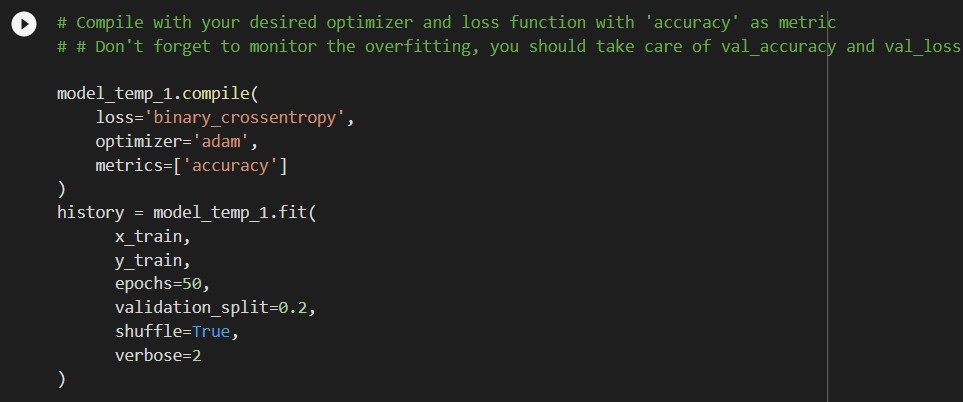 # Compile with your desired optimizer and loss function with 'accuracy' as metric
# # Don't forget to monitor the overfitting, you should take care of val_accuracy and val_loss
model_temp_1.compile(
    loss='binary_crossentropy',
    optimizer='adam',
    metrics=['accuracy']
)
history = model_temp_1.fit(
      x_train,
      y_train,
      epochs=50,
      validation_split=0.2,
      shuffle=True,
      verbose=2
)